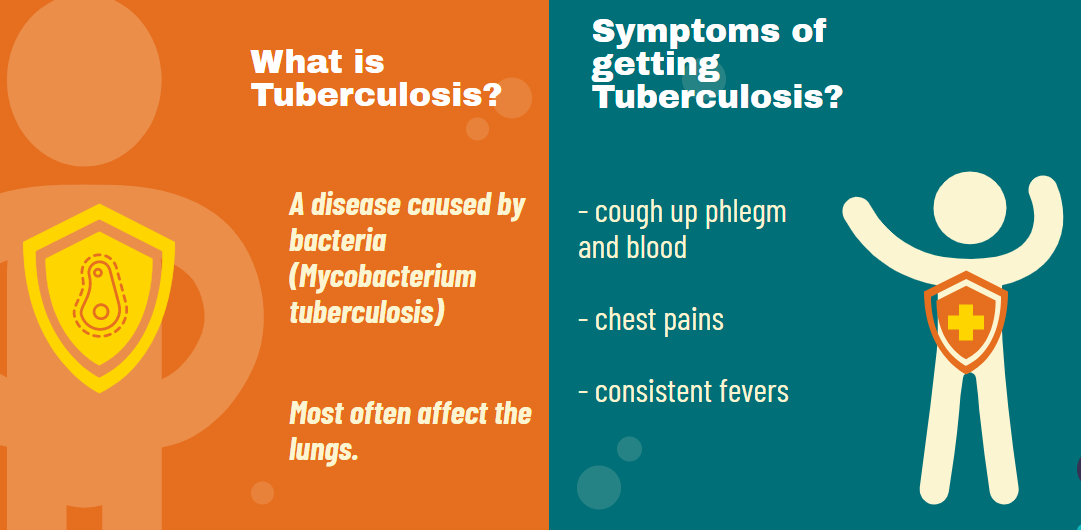 What is
Tuberculosis?
A disease caused by
bacteria
(Mycobacterium
tuberculosis)
Most often affect the
lungs.
Symptoms of
getting
Tuberculosis?
- cough up phlegm
and blood
- chest pains
- consistent fevers